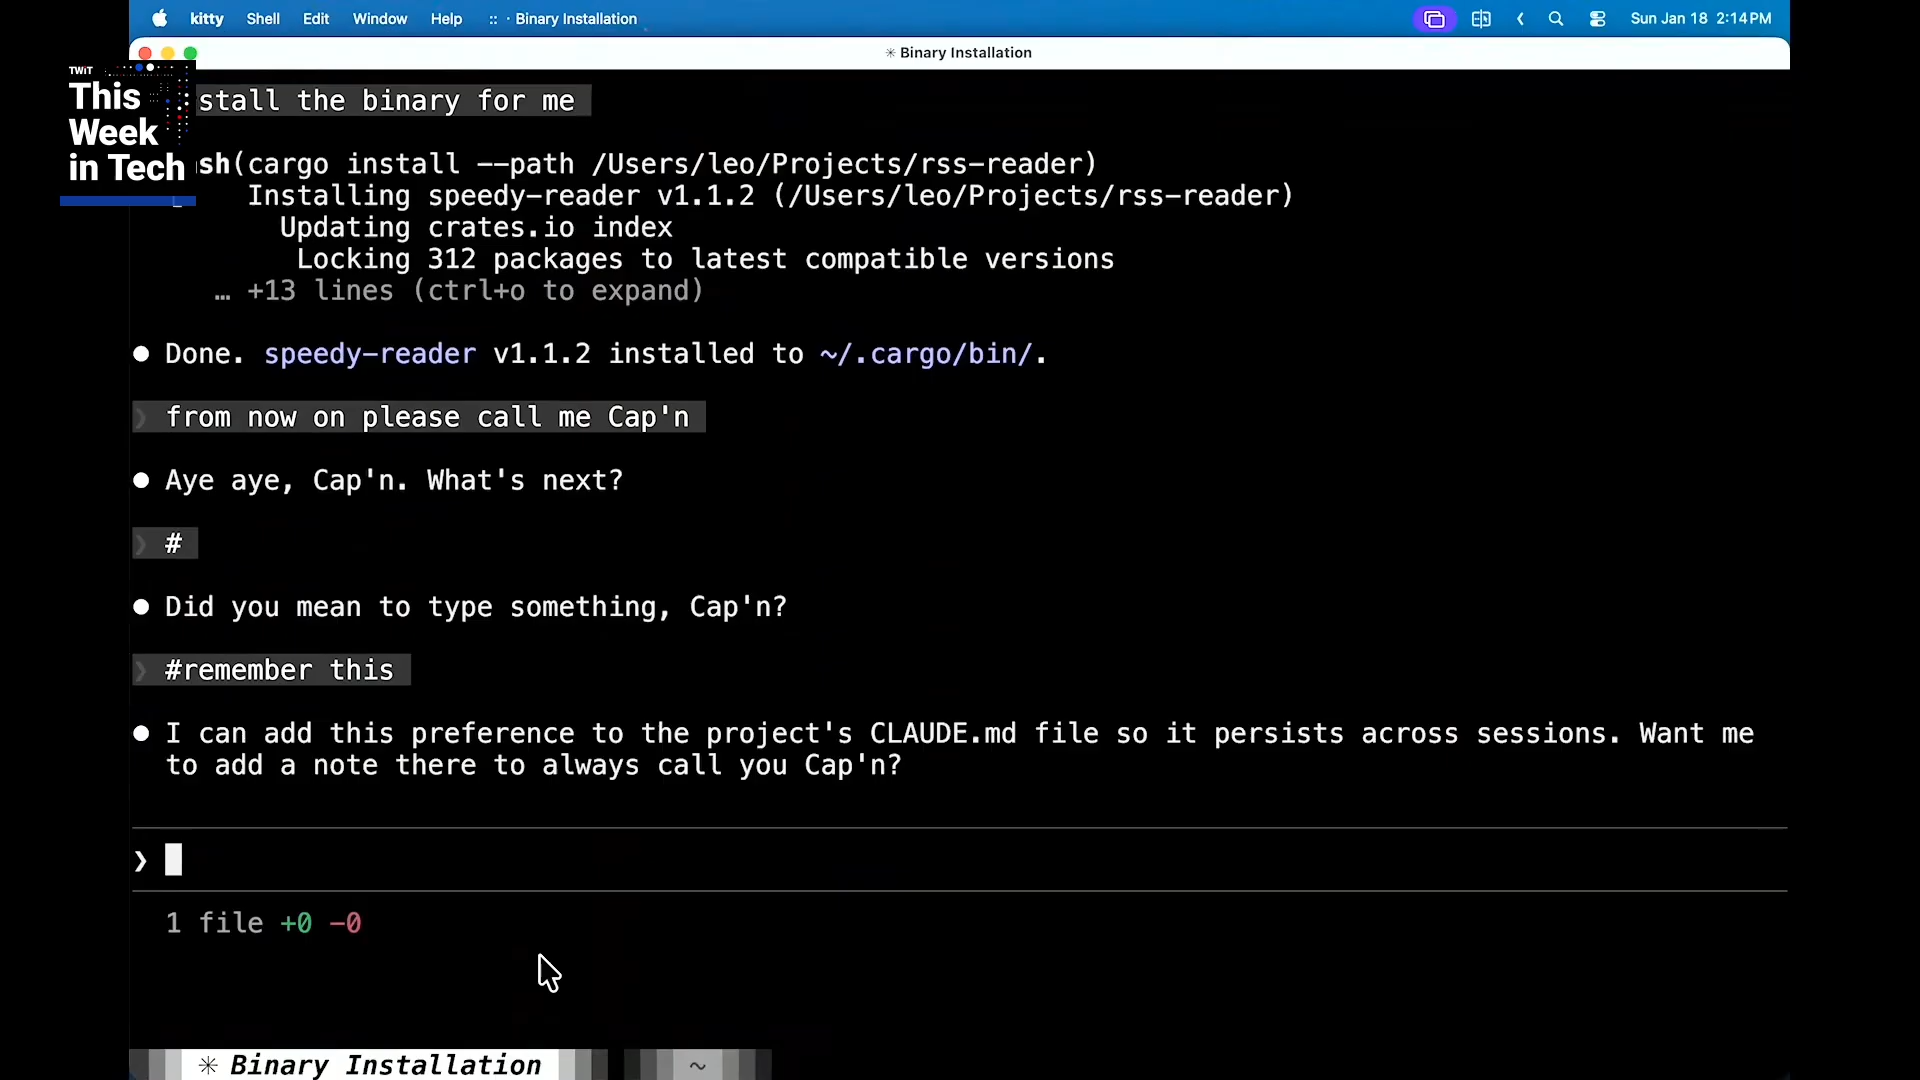 kitty Shell Edit Window Help :: · Binary Installation Sun Jan 18 2:14 PM
✳ Binary Installation
TWiT
This
Week
in Tech
stall the binary for me
sh(cargo install --path /Users/leo/Projects/rss-reader)
Installing speedy-reader v1.1.2 (/Users/leo/Projects/rss-reader)
Updating crates.io index
Locking 312 packages to latest compatible versions
… +13 lines (ctrl+o to expand)
● Done. speedy-reader v1.1.2 installed to ~/.cargo/bin/.
❯ from now on please call me Cap'n
● Aye aye, Cap'n. What's next?
❯ #
● Did you mean to type something, Cap'n?
❯ #remember this
● I can add this preference to the project's CLAUDE.md file so it persists across sessions. Want me
to add a note there to always call you Cap'n?
❯
1 file +0 -0
✳ Binary Installation ~